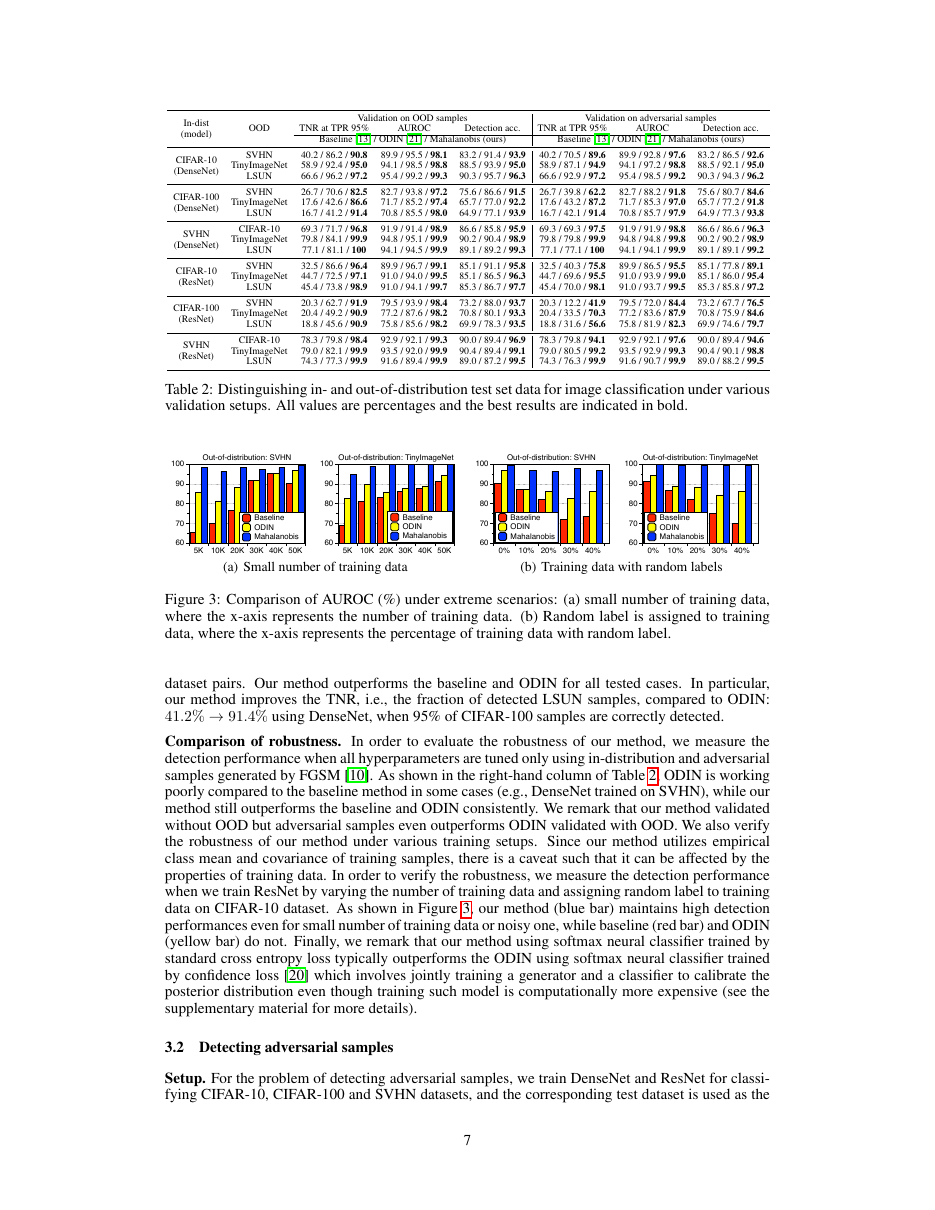 In-dist
(model)
OOD
Validation on OOD samples
Validation on adversarial samples
TNR at TPR 95% AUROC Detection acc.
TNR at TPR 95% AUROC Detection acc.
Baseline [13] / ODIN [21] / Mahalanobis (ours)
Baseline [13] / ODIN [21] / Mahalanobis (ours)
CIFAR-10
(DenseNet)
SVHN 40.2 / 86.2 / 90.8 89.9 / 95.5 / 98.1 83.2 / 91.4 / 93.9 40.2 / 70.5 / 89.6 89.9 / 92.8 / 97.6 83.2 / 86.5 / 92.6
TinyImageNet 58.9 / 92.4 / 95.0 94.1 / 98.5 / 98.8 88.5 / 93.9 / 95.0 58.9 / 87.1 / 94.9 94.1 / 97.2 / 98.8 88.5 / 92.1 / 95.0
LSUN 66.6 / 96.2 / 97.2 95.4 / 99.2 / 99.3 90.3 / 95.7 / 96.3 66.6 / 92.9 / 97.2 95.4 / 98.5 / 99.2 90.3 / 94.3 / 96.2
CIFAR-100
(DenseNet)
SVHN 26.7 / 70.6 / 82.5 82.7 / 93.8 / 97.2 75.6 / 86.6 / 91.5 26.7 / 39.8 / 62.2 82.7 / 88.2 / 91.8 75.6 / 80.7 / 84.6
TinyImageNet 17.6 / 42.6 / 86.6 71.7 / 85.2 / 97.4 65.7 / 77.0 / 92.2 17.6 / 43.2 / 87.2 71.7 / 85.3 / 97.0 65.7 / 77.2 / 91.8
LSUN 16.7 / 41.2 / 91.4 70.8 / 85.5 / 98.0 64.9 / 77.1 / 93.9 16.7 / 42.1 / 91.4 70.8 / 85.7 / 97.9 64.9 / 77.3 / 93.8
SVHN
(DenseNet)
CIFAR-10 69.3 / 71.7 / 96.8 91.9 / 91.4 / 98.9 86.6 / 85.8 / 95.9 69.3 / 69.3 / 97.5 91.9 / 91.9 / 98.8 86.6 / 86.6 / 96.3
TinyImageNet 79.8 / 84.1 / 99.9 94.8 / 95.1 / 99.9 90.2 / 90.4 / 98.9 79.8 / 79.8 / 99.9 94.8 / 94.8 / 99.8 90.2 / 90.2 / 98.9
LSUN 77.1 / 81.1 / 100 94.1 / 94.5 / 99.9 89.1 / 89.2 / 99.3 77.1 / 77.1 / 100 94.1 / 94.1 / 99.9 89.1 / 89.1 / 99.2
CIFAR-10
(ResNet)
SVHN 32.5 / 86.6 / 96.4 89.9 / 96.7 / 99.1 85.1 / 91.1 / 95.8 32.5 / 40.3 / 75.8 89.9 / 86.5 / 95.5 85.1 / 77.8 / 89.1
TinyImageNet 44.7 / 72.5 / 97.1 91.0 / 94.0 / 99.5 85.1 / 86.5 / 96.3 44.7 / 69.6 / 95.5 91.0 / 93.9 / 99.0 85.1 / 86.0 / 95.4
LSUN 45.4 / 73.8 / 98.9 91.0 / 94.1 / 99.7 85.3 / 86.7 / 97.7 45.4 / 70.0 / 98.1 91.0 / 93.7 / 99.5 85.3 / 85.8 / 97.2
CIFAR-100
(ResNet)
SVHN 20.3 / 62.7 / 91.9 79.5 / 93.9 / 98.4 73.2 / 88.0 / 93.7 20.3 / 12.2 / 41.9 79.5 / 72.0 / 84.4 73.2 / 67.7 / 76.5
TinyImageNet 20.4 / 49.2 / 90.9 77.2 / 87.6 / 98.2 70.8 / 80.1 / 93.3 20.4 / 33.5 / 70.3 77.2 / 83.6 / 87.9 70.8 / 75.9 / 84.6
LSUN 18.8 / 45.6 / 90.9 75.8 / 85.6 / 98.2 69.9 / 78.3 / 93.5 18.8 / 31.6 / 56.6 75.8 / 81.9 / 82.3 69.9 / 74.6 / 79.7
SVHN
(ResNet)
CIFAR-10 78.3 / 79.8 / 98.4 92.9 / 92.1 / 99.3 90.0 / 89.4 / 96.9 78.3 / 79.8 / 94.1 92.9 / 92.1 / 97.6 90.0 / 89.4 / 94.6
TinyImageNet 79.0 / 82.1 / 99.9 93.5 / 92.0 / 99.9 90.4 / 89.4 / 99.1 79.0 / 80.5 / 99.2 93.5 / 92.9 / 99.3 90.4 / 90.1 / 98.8
LSUN 74.3 / 77.3 / 99.9 91.6 / 89.4 / 99.9 89.0 / 87.2 / 99.5 74.3 / 76.3 / 99.9 91.6 / 90.7 / 99.9 89.0 / 88.2 / 99.5
Table 2: Distinguishing in- and out-of-distribution test set data for image classification under various
validation setups. All values are percentages and the best results are indicated in bold.
Out-of-distribution: SVHN
100
90
80
70
60
Baseline
ODIN
Mahalanobis
5K 10K 20K 30K 40K 50K
Out-of-distribution: TinyImageNet
100
90
80
70
60
Baseline
ODIN
Mahalanobis
5K 10K 20K 30K 40K 50K
Out-of-distribution: SVHN
100
90
80
70
60
Baseline
ODIN
Mahalanobis
0% 10% 20% 30% 40%
Out-of-distribution: TinyImageNet
100
90
80
70
60
Baseline
ODIN
Mahalanobis
0% 10% 20% 30% 40%
(a) Small number of training data
(b) Training data with random labels
Figure 3: Comparison of AUROC (%) under extreme scenarios: (a) small number of training data,
where the x-axis represents the number of training data. (b) Random label is assigned to training
data, where the x-axis represents the percentage of training data with random label.
dataset pairs. Our method outperforms the baseline and ODIN for all tested cases. In particular,
our method improves the TNR, i.e., the fraction of detected LSUN samples, compared to ODIN:
41.2% → 91.4% using DenseNet, when 95% of CIFAR-100 samples are correctly detected.
Comparison of robustness. In order to evaluate the robustness of our method, we measure the
detection performance when all hyperparameters are tuned only using in-distribution and adversarial
samples generated by FGSM [10]. As shown in the right-hand column of Table 2, ODIN is working
poorly compared to the baseline method in some cases (e.g., DenseNet trained on SVHN), while our
method still outperforms the baseline and ODIN consistently. We remark that our method validated
without OOD but adversarial samples even outperforms ODIN validated with OOD. We also verify
the robustness of our method under various training setups. Since our method utilizes empirical
class mean and covariance of training samples, there is a caveat such that it can be affected by the
properties of training data. In order to verify the robustness, we measure the detection performance
when we train ResNet by varying the number of training data and assigning random label to training
data on CIFAR-10 dataset. As shown in Figure 3, our method (blue bar) maintains high detection
performances even for small number of training data or noisy one, while baseline (red bar) and ODIN
(yellow bar) do not. Finally, we remark that our method using softmax neural classifier trained by
standard cross entropy loss typically outperforms the ODIN using softmax neural classifier trained
by confidence loss [20] which involves jointly training a generator and a classifier to calibrate the
posterior distribution even though training such model is computationally more expensive (see the
supplementary material for more details).
3.2 Detecting adversarial samples
Setup. For the problem of detecting adversarial samples, we train DenseNet and ResNet for classi-
fying CIFAR-10, CIFAR-100 and SVHN datasets, and the corresponding test dataset is used as the
7